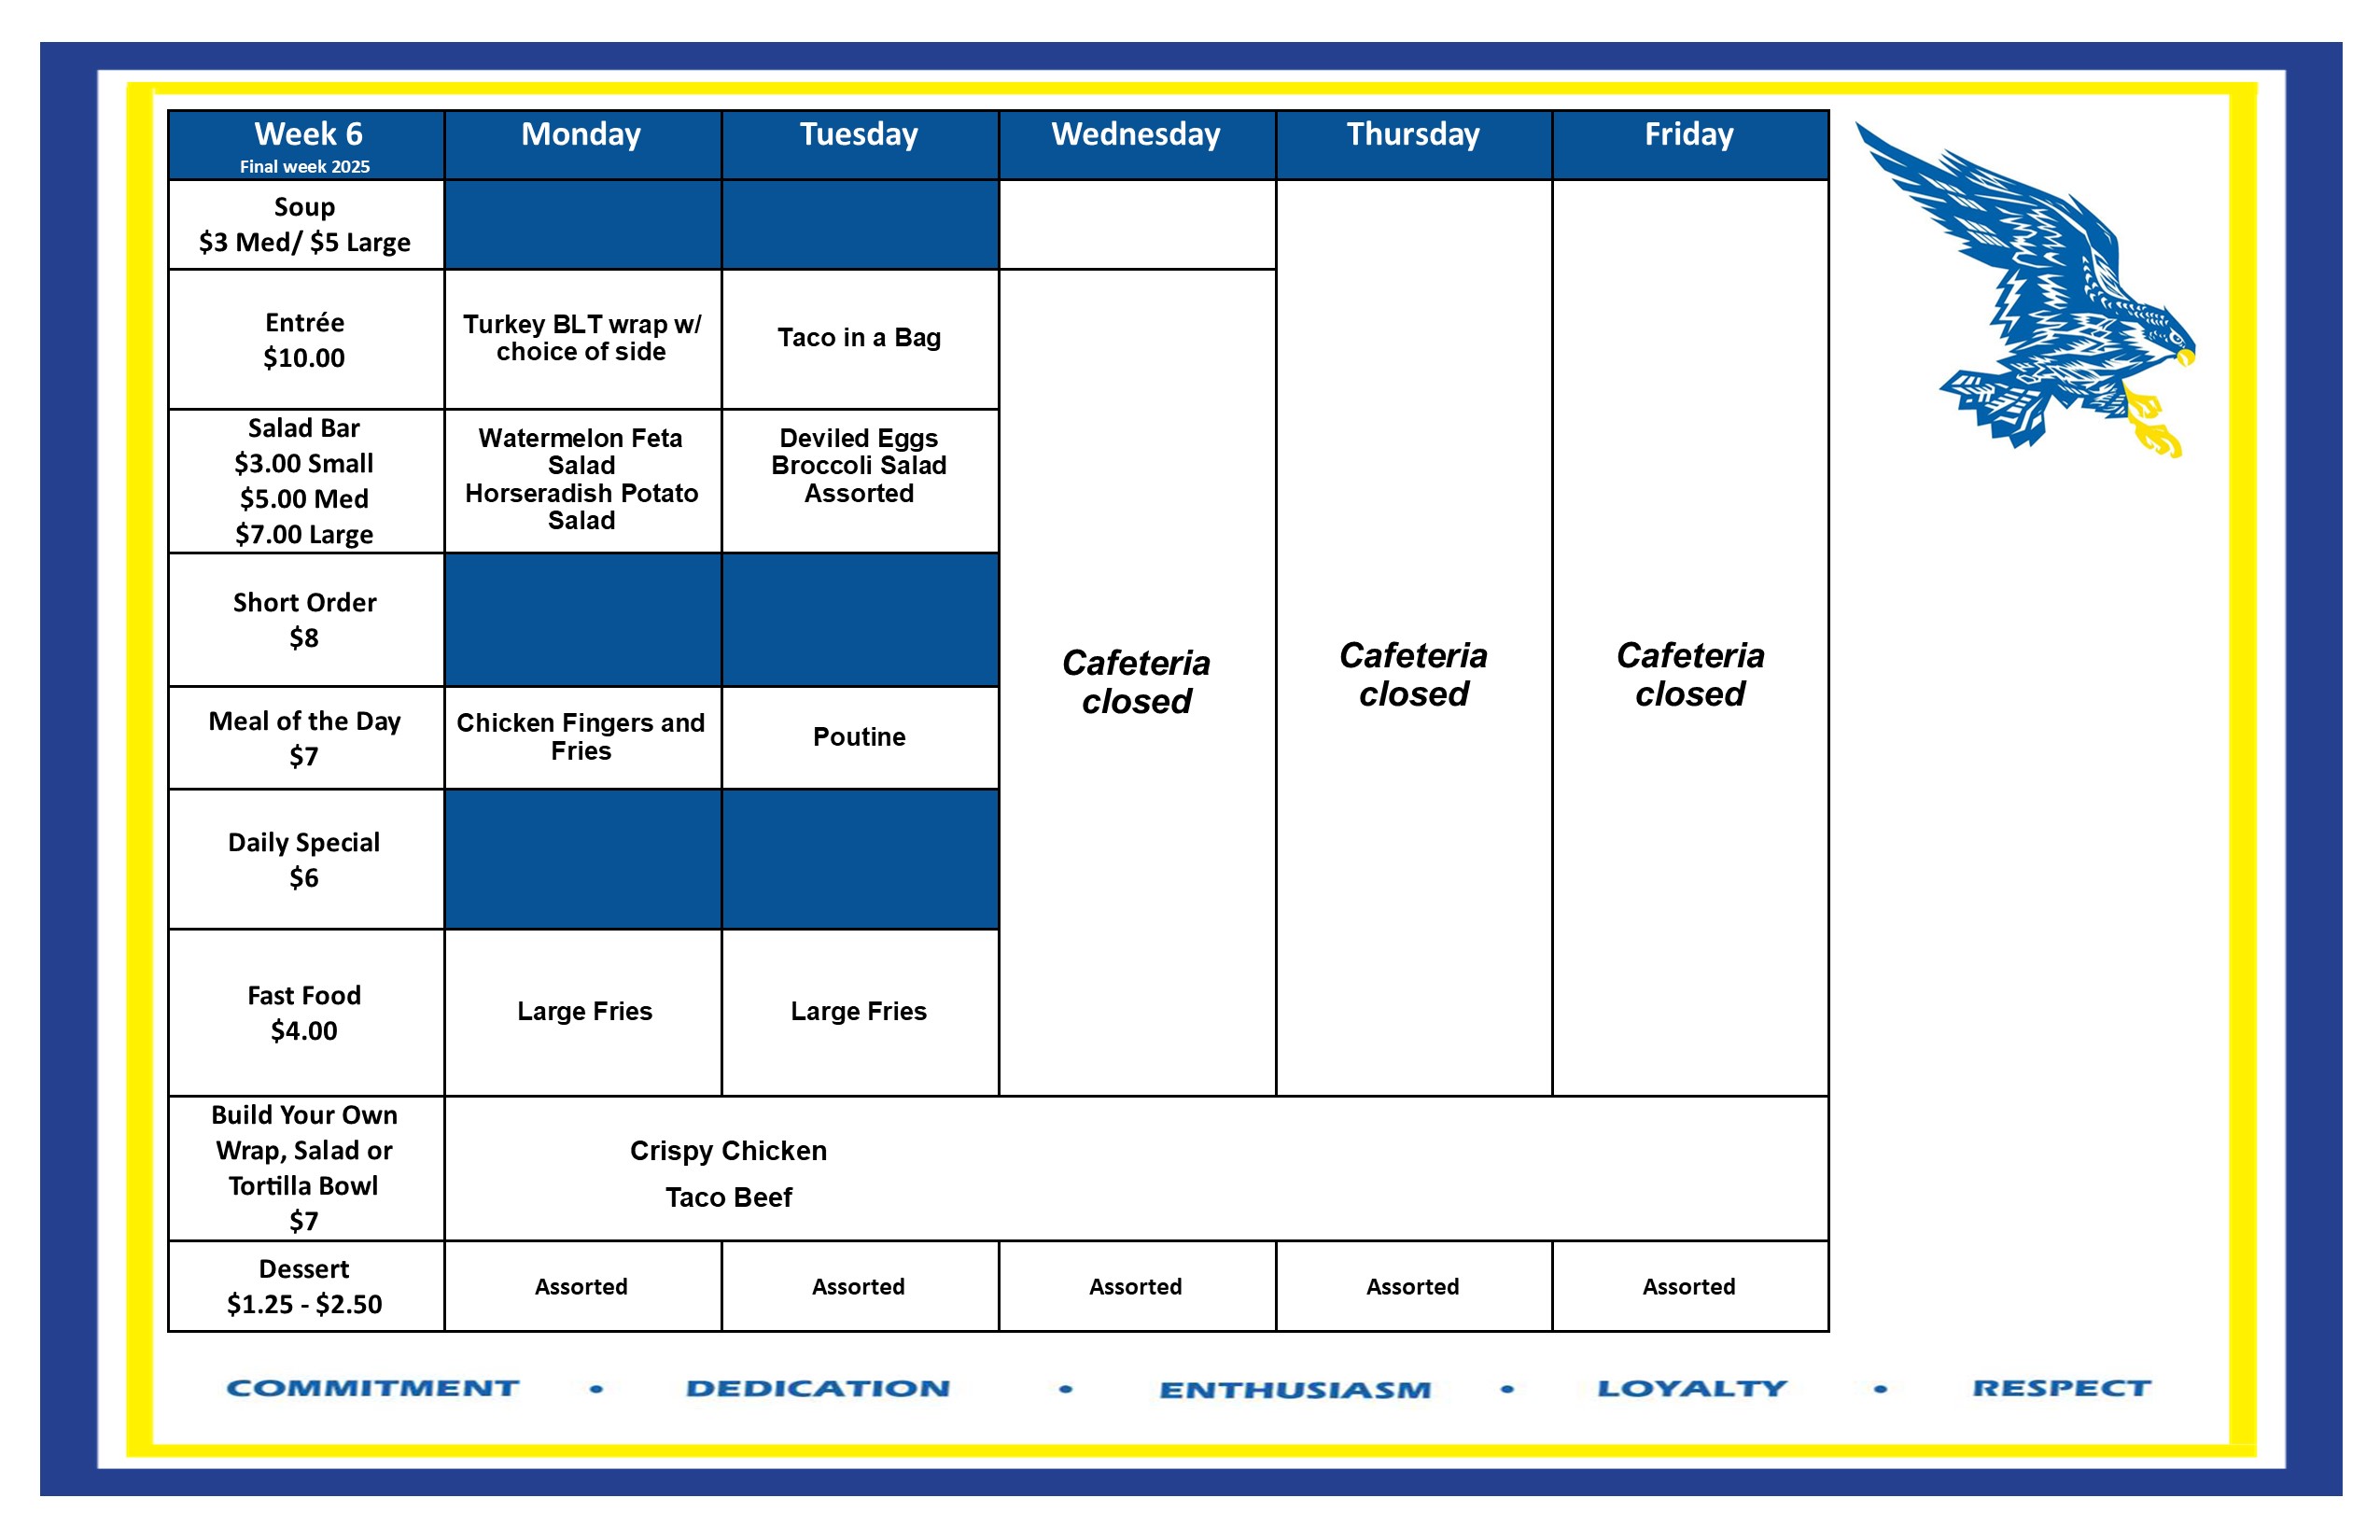 Week 6
Final week 2025
Monday
Tuesday
Wednesday
Thursday
Friday
Soup
$3 Med/ $5 Large
Entrée
$10.00
Turkey BLT wrap w/
choice of side
Taco in a Bag
Salad Bar
$3.00 Small
$5.00 Med
$7.00 Large
Watermelon Feta
Salad
Horseradish Potato
Salad
Deviled Eggs
Broccoli Salad
Assorted
Short Order
$8
Cafeteria
closed
Cafeteria
closed
Cafeteria
closed
Meal of the Day
$7
Chicken Fingers and
Fries
Poutine
Daily Special
$6
Fast Food
$4.00
Large Fries
Large Fries
Build Your Own
Wrap, Salad or
Tortilla Bowl
$7
Crispy Chicken
Taco Beef
Dessert
$1.25 - $2.50
Assorted
Assorted
Assorted
Assorted
Assorted
COMMITMENT • DEDICATION • ENTHUSIASM • LOYALTY • RESPECT